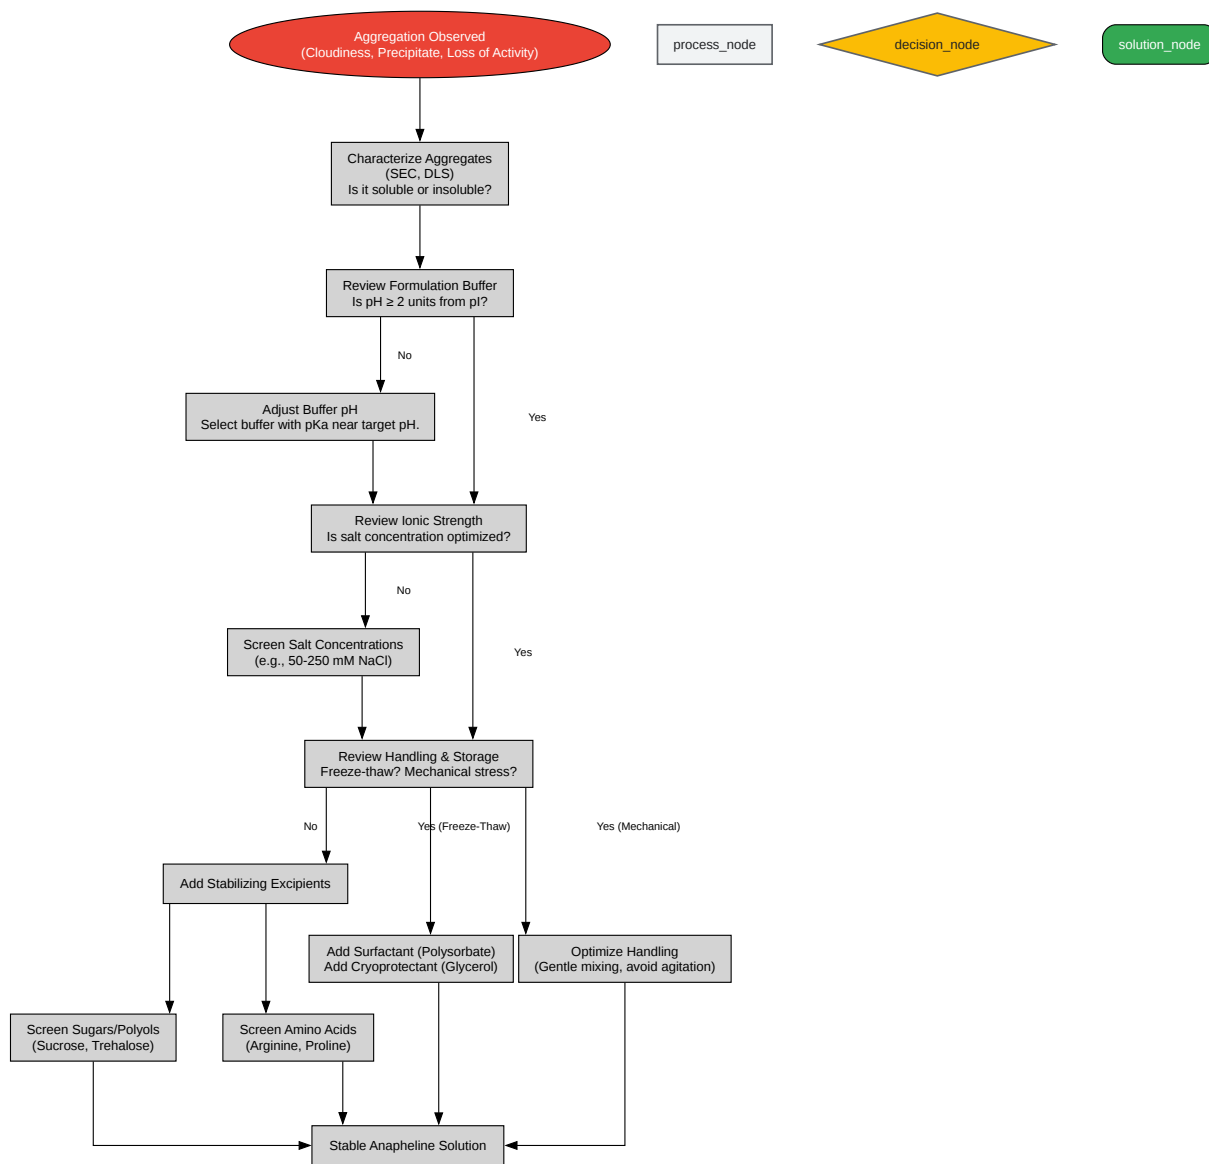 Aggregation Observed
(Cloudiness, Precipitate, Loss of Activity)
process_node
decision_node
solution_node
Characterize Aggregates
(SEC, DLS)
Is it soluble or insoluble?
Review Formulation Buffer
Is pH ≥ 2 units from pI?
No
Yes
Adjust Buffer pH
Select buffer with pKa near target pH.
Review Ionic Strength
Is salt concentration optimized?
No
Yes
Screen Salt Concentrations
(e.g., 50-250 mM NaCl)
Review Handling & Storage
Freeze-thaw? Mechanical stress?
No
Yes (Freeze-Thaw)
Yes (Mechanical)
Add Stabilizing Excipients
Add Surfactant (Polysorbate)
Add Cryoprotectant (Glycerol)
Optimize Handling
(Gentle mixing, avoid agitation)
Screen Sugars/Polyols
(Sucrose, Trehalose)
Screen Amino Acids
(Arginine, Proline)
Stable Anapheline Solution